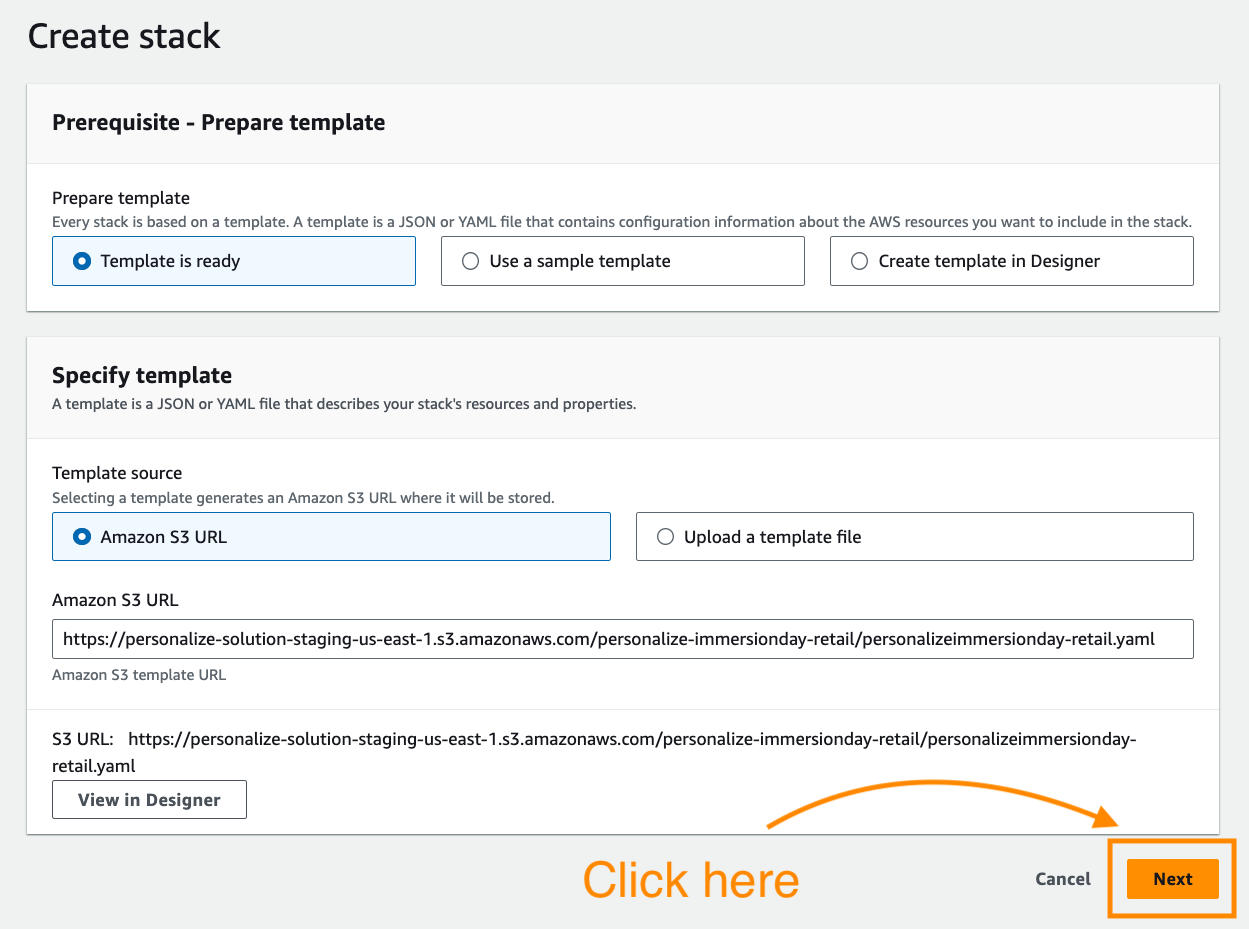 Create stack
Prerequisite - Prepare template
Prepare template
Every stack is based on a template. A template is a JSON or YAML file that contains configuration information about the AWS resources you want to include in the stack.
Template is ready
Use a sample template
Create template in Designer
Specify template
A template is a JSON or YAML file that describes your stack's resources and properties.
Template source
Selecting a template generates an Amazon S3 URL where it will be stored.
Amazon S3 URL
Upload a template file
Amazon S3 URL
https://personalize-solution-staging-us-east-1.s3.amazonaws.com/personalize-immersionday-retail/personalizeimmersionday-retail.yaml
Amazon S3 template URL
S3 URL: https://personalize-solution-staging-us-east-1.s3.amazonaws.com/personalize-immersionday-retail/personalizeimmersionday-
retail.yaml
View in Designer
Click here
Cancel
Next